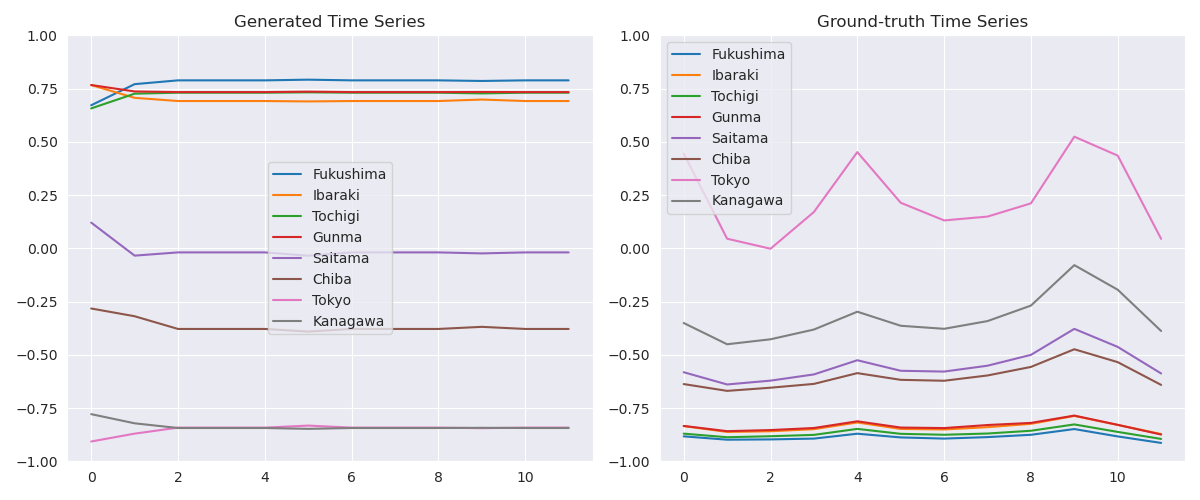 Generated Time Series
1.00
0.75
0.50
0.25
0.00
−0.25
−0.50
−0.75
−1.00
0 2 4 6 8 10
Fukushima
Ibaraki
Tochigi
Gunma
Saitama
Chiba
Tokyo
Kanagawa
Ground-truth Time Series
1.00
0.75
0.50
0.25
0.00
−0.25
−0.50
−0.75
−1.00
0 2 4 6 8 10
Fukushima
Ibaraki
Tochigi
Gunma
Saitama
Chiba
Tokyo
Kanagawa